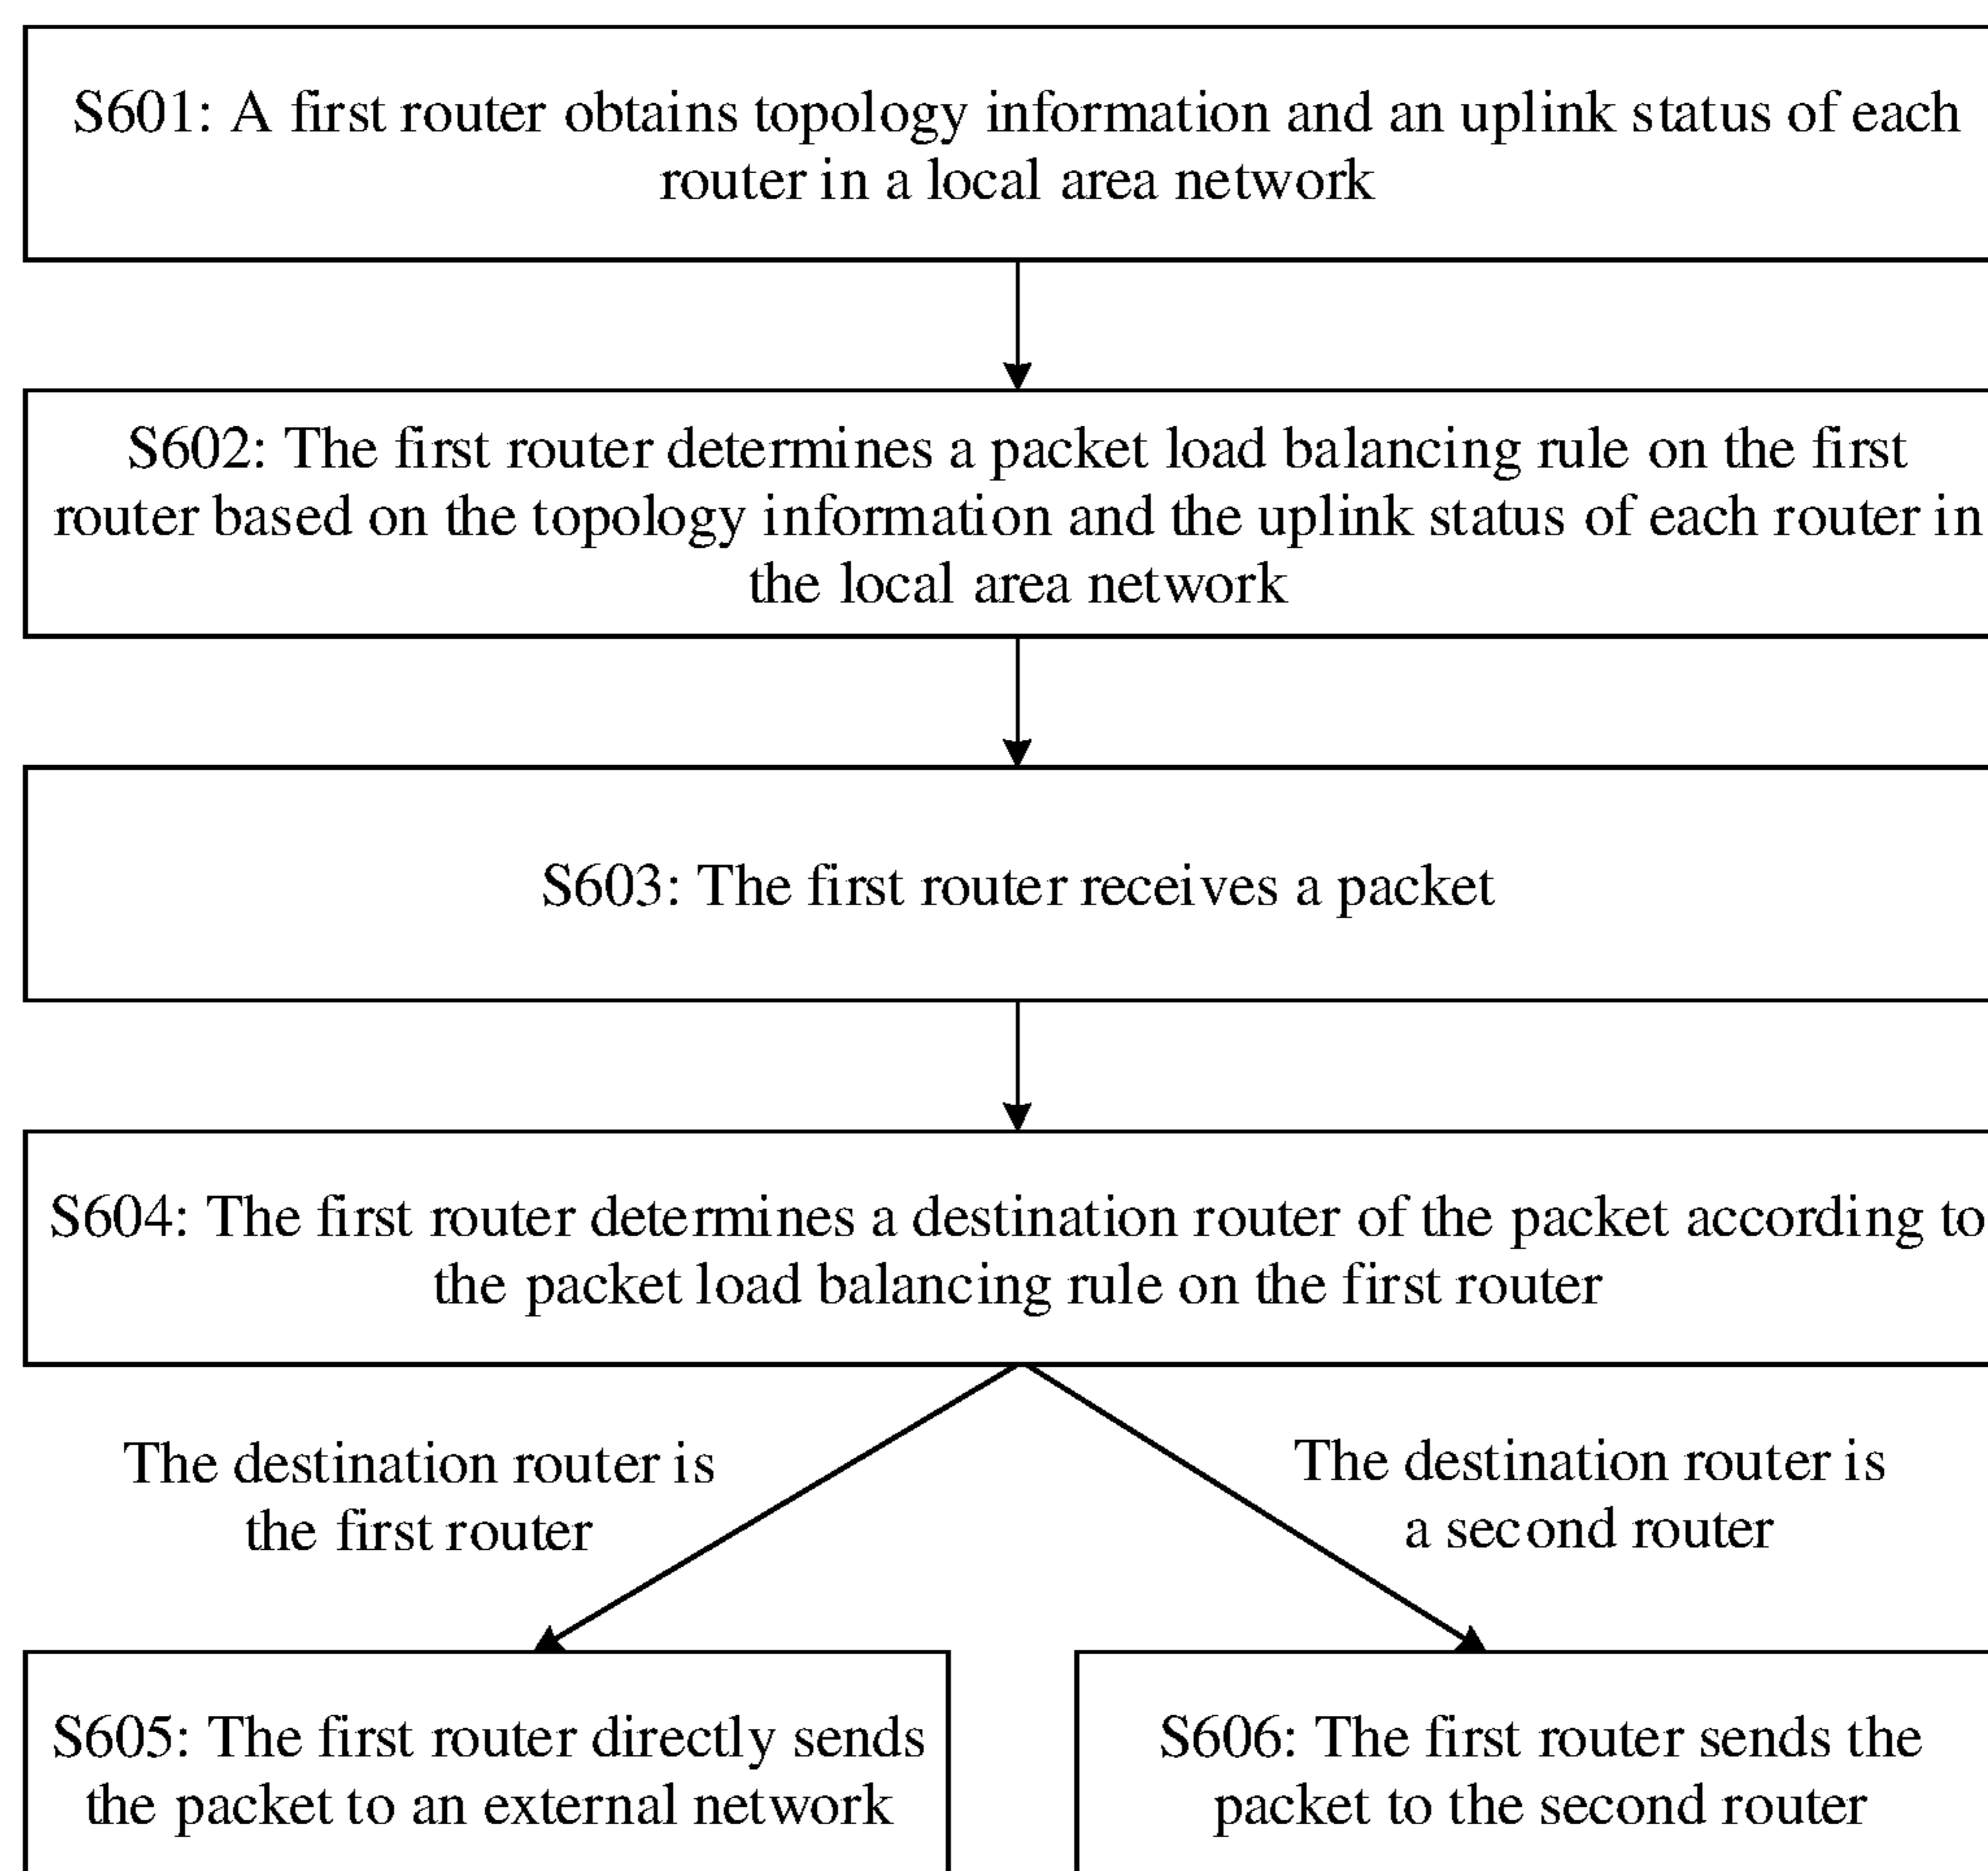 S601: A first router obtains topology information and an uplink status of each
router in a local area network
S602: The first router determines a packet load balancing rule on the first
router based on the topology information and the uplink status of each router in
the local area network
S603: The first router receives a packet
S604: The first router determines a destination router of the packet according to
the packet load balancing rule on the first router
The destination router is
the first router
The destination router is
a second router
S605: The first router directly sends
the packet to an external network
S606: The first router sends the
packet to the second router